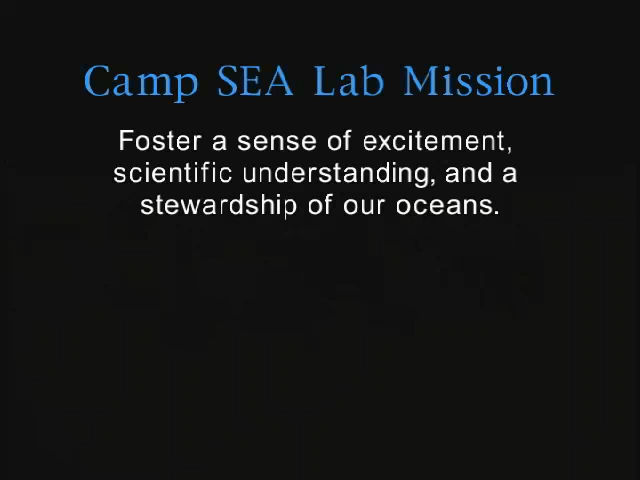 Camp SEA Lab Mission
Foster a sense of excitement,
scientific understanding, and a
stewardship of our oceans.